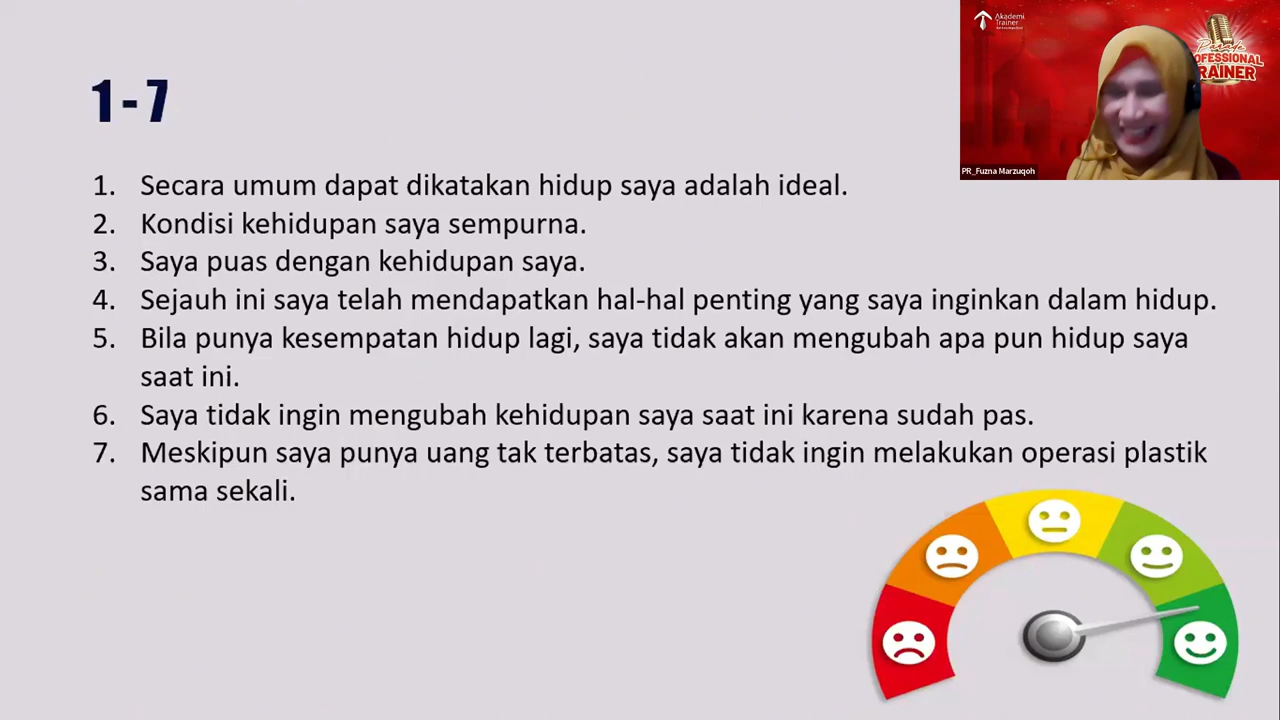 1-7
1. Secara umum dapat dikatakan hidup saya adalah ideal.
2. Kondisi kehidupan saya sempurna.
3. Saya puas dengan kehidupan saya.
4. Sejauh ini saya telah mendapatkan hal-hal penting yang saya inginkan dalam hidup.
5. Bila punya kesempatan hidup lagi, saya tidak akan mengubah apa pun hidup saya
saat ini.
6. Saya tidak ingin mengubah kehidupan saya saat ini karena sudah pas.
7. Meskipun saya punya uang tak terbatas, saya tidak ingin melakukan operasi plastik
sama sekali.
Akademi
Trainer
OFESSIONAL
RAINER
PR_Fuzna Marzuqoh